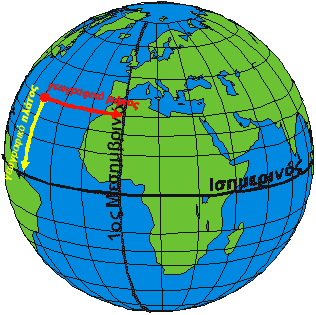 Γεωγραφικό μήκος
Γεωγραφικό πλάτος
1ος Μεσημβρινός
Ισημερινός